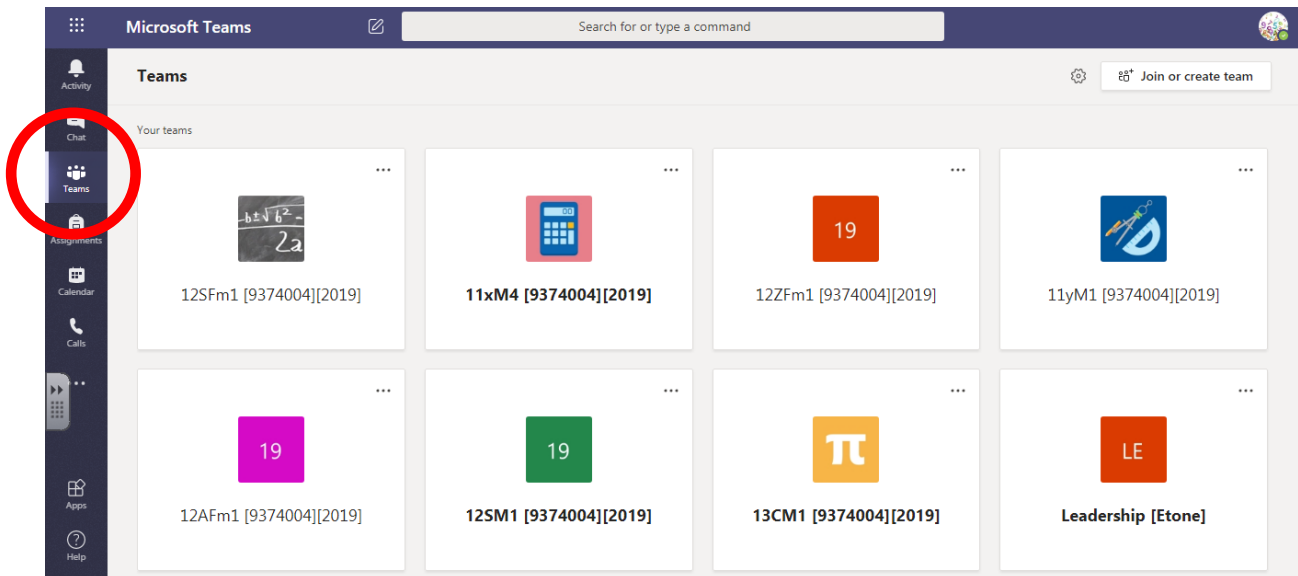 Microsoft Teams
Search for or type a command
Activity
Chat
Teams
Assignments
Calendar
Calls
Apps
Help
Teams
Join or create team
Your teams
-b±√b²-
2a
12SFm1 [9374004][2019]
11xM4 [9374004][2019]
19
12ZFm1 [9374004][2019]
11yM1 [9374004][2019]
19
12AFm1 [9374004][2019]
19
12SM1 [9374004][2019]
π
13CM1 [9374004][2019]
LE
Leadership [Etone]